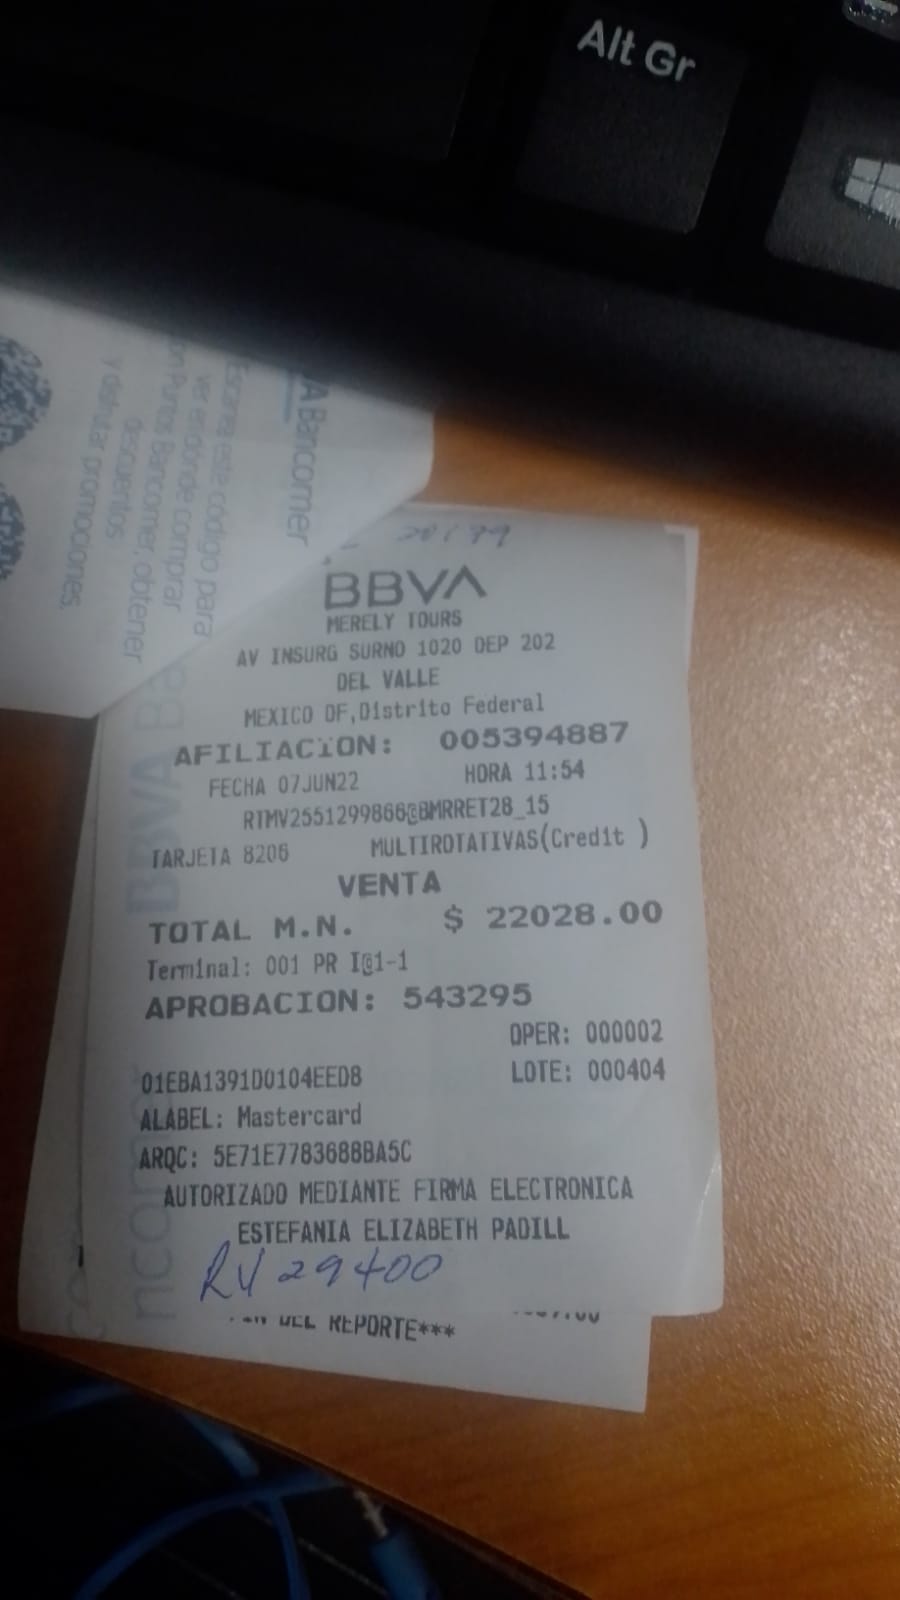 Alt Gr
A Bancomer
Escanea este código para
ver en dónde comprar
con Puntos Bancomer, obtener
descuentos
y disfrutar promociones.
BBVA
MERELY TOURS
AV INSURG SURNO 1020 DEP 202
DEL VALLE
MEXICO DF,Distrito Federal
AFILIACION: 005394887
FECHA 07JUN22 HORA 11:54
RTMV2551299866@BMRRET28_15
TARJETA 8206 MULTIROTATIVAS(Credit )
VENTA
TOTAL M.N. $ 22028.00
Terminal: 001 PR I@1-1
APROBACION: 543295
OPER: 000002
01EBA1391D0104EED8 LOTE: 000404
ALABEL: Mastercard
ARQC: 5E71E7783688BA5C
AUTORIZADO MEDIANTE FIRMA ELECTRONICA
ESTEFANIA ELIZABETH PADILL
29400
DEL REPORTE***